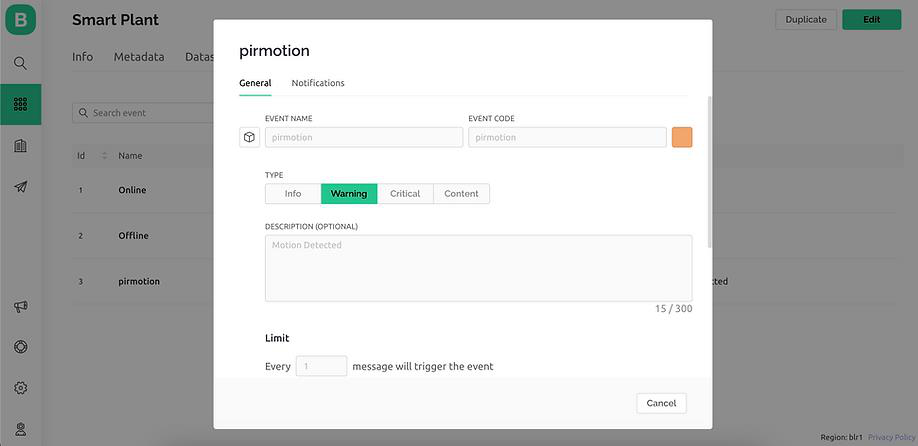 B
Smart Plant
Duplicate
Edit
Info
Metadata
Datas
Search event
Id
Name
1
Online
2
Offline
3
pirmotion
cted
pirmotion
General
Notifications
EVENT NAME
EVENT CODE
pirmotion
pirmotion
TYPE
Info
Warning
Critical
Content
DESCRIPTION (OPTIONAL)
Motion Detected
15 / 300
Limit
Every 1 message will trigger the event
Cancel
Region: blr1 Privacy Policy